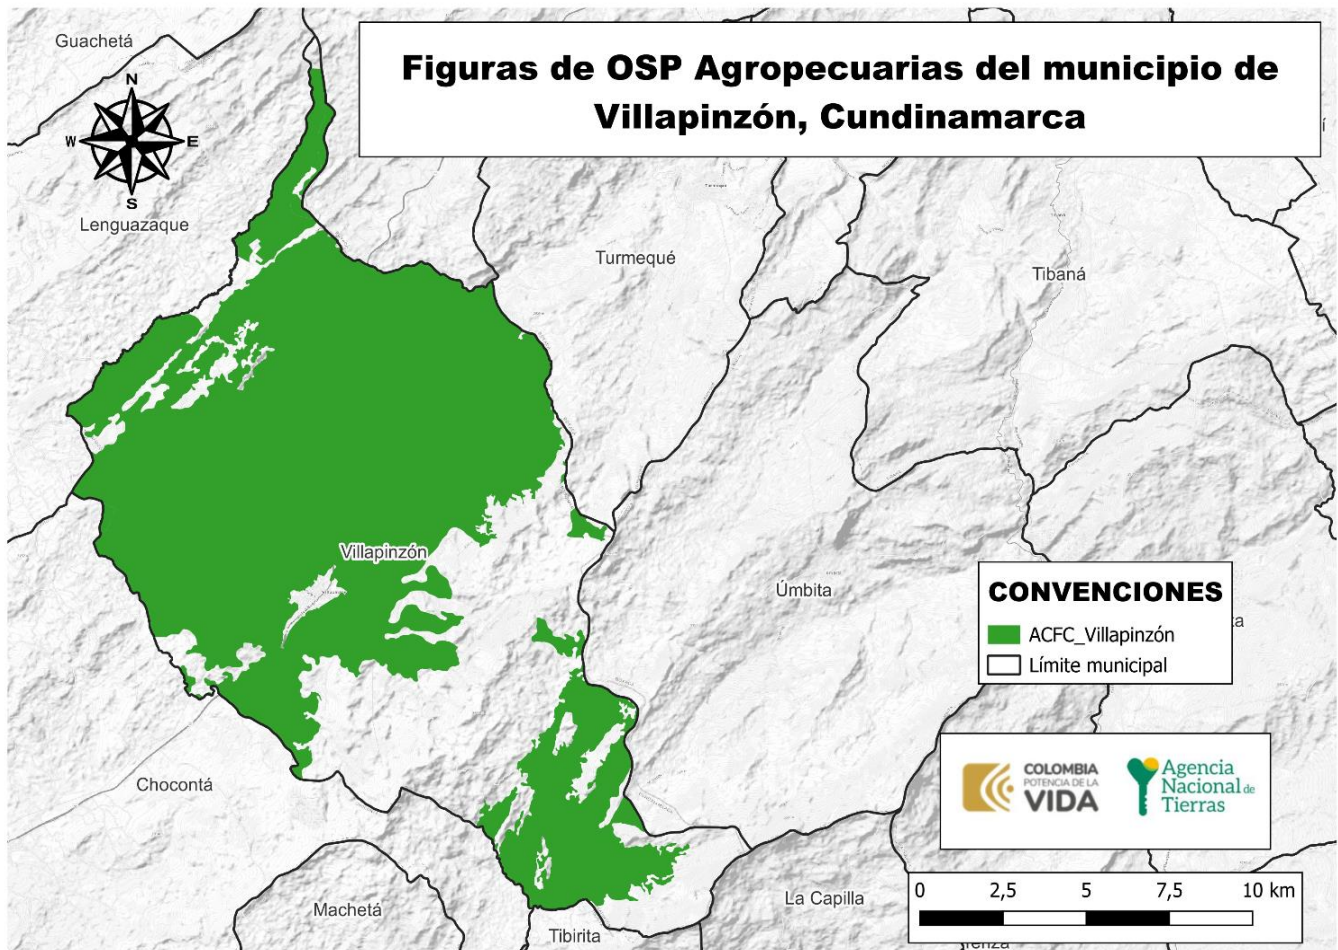 Figuras de OSP Agropecuarias del municipio de
Villapinzón, Cundinamarca
Guachetá
N
W
E
S
Lenguazaque
Turmequé
Tibaná
Villapinzón
Úmbita
Chocontá
Machetá
Tibirita
La Capilla
CONVENCIONES
ACFC_Villapinzón
Límite municipal
COLOMBIA
POTENCIA DE LA
VIDA
Agencia
Nacional de
Tierras
0 2,5 5 7,5 10 km